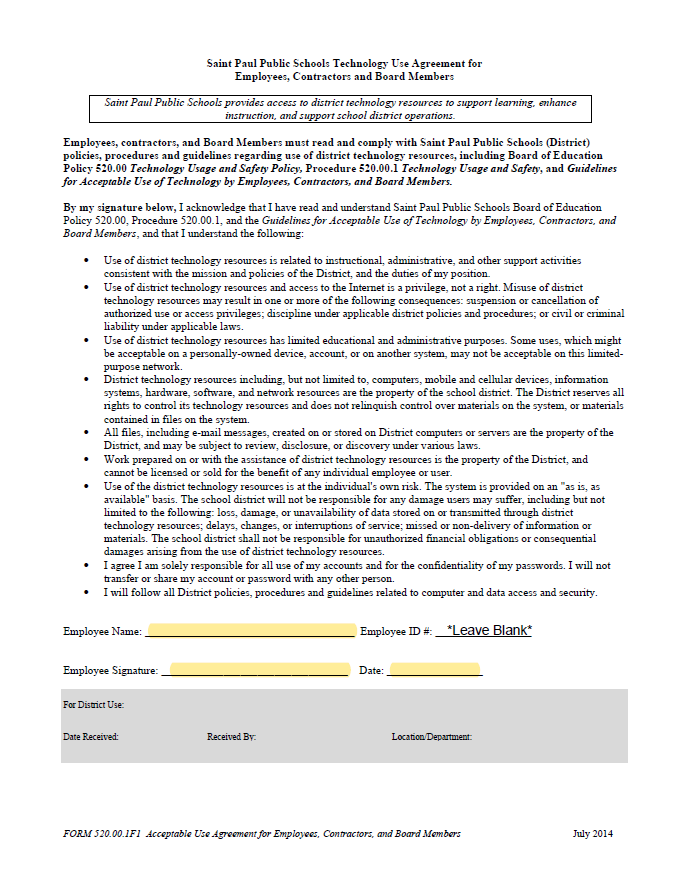 Saint Paul Public Schools Technology Use Agreement for
Employees, Contractors and Board Members
Saint Paul Public Schools provides access to district technology resources to support learning, enhance
instruction, and support school district operations.
Employees, contractors, and Board Members must read and comply with Saint Paul Public Schools (District)
policies, procedures and guidelines regarding use of district technology resources, including Board of Education
Policy 520.00 Technology Usage and Safety Policy, Procedure 520.00.1 Technology Usage and Safety, and Guidelines
for Acceptable Use of Technology by Employees, Contractors, and Board Members.
By my signature below, I acknowledge that I have read and understand Saint Paul Public Schools Board of Education
Policy 520.00, Procedure 520.00.1, and the Guidelines for Acceptable Use of Technology by Employees, Contractors, and
Board Members, and that I understand the following:
• Use of district technology resources is related to instructional, administrative, and other support activities
consistent with the mission and policies of the District, and the duties of my position.
• Use of district technology resources and access to the Internet is a privilege, not a right. Misuse of district
technology resources may result in one or more of the following consequences: suspension or cancellation of
authorized use or access privileges; discipline under applicable district policies and procedures; or civil or criminal
liability under applicable laws.
• Use of district technology resources has limited educational and administrative purposes. Some uses, which might
be acceptable on a personally-owned device, account, or on another system, may not be acceptable on this limited-
purpose network.
• District technology resources including, but not limited to, computers, mobile and cellular devices, information
systems, hardware, software, and network resources are the property of the school district. The District reserves all
rights to control its technology resources and does not relinquish control over materials on the system, or materials
contained in files on the system.
• All files, including e-mail messages, created on or stored on District computers or servers are the property of the
District, and may be subject to review, disclosure, or discovery under various laws.
• Work prepared on or with the assistance of district technology resources is the property of the District, and
cannot be licensed or sold for the benefit of any individual employee or user.
• Use of the district technology resources is at the individual's own risk. The system is provided on an "as is, as
available" basis. The school district will not be responsible for any damage users may suffer, including but not
limited to the following: loss, damage, or unavailability of data stored on or transmitted through district
technology resources; delays, changes, or interruptions of service; missed or non-delivery of information or
materials. The school district shall not be responsible for unauthorized financial obligations or consequential
damages arising from the use of district technology resources.
• I agree I am solely responsible for all use of my accounts and for the confidentiality of my passwords. I will not
transfer or share my account or password with any other person.
• I will follow all District policies, procedures and guidelines related to computer and data access and security.
Employee Name: Employee ID #: *Leave Blank*
Employee Signature: Date:
For District Use:
Date Received: Received By: Location/Department:
FORM 520.00.1F1 Acceptable Use Agreement for Employees, Contractors, and Board Members July 2014